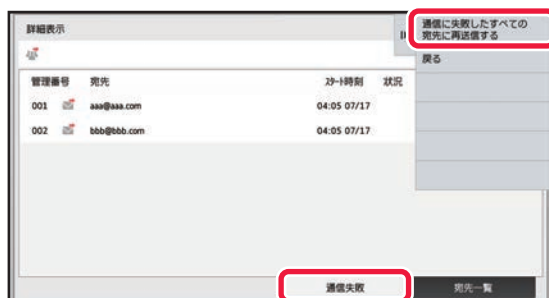 詳細表示
通信に失敗したすべての
宛先に再送信する
戻る
管理番号 宛先 スタート時刻 状況
001 aaa@aaa.com 04:05 07/17
002 bbb@bbb.com 04:05 07/17
通信失敗 宛先一覧